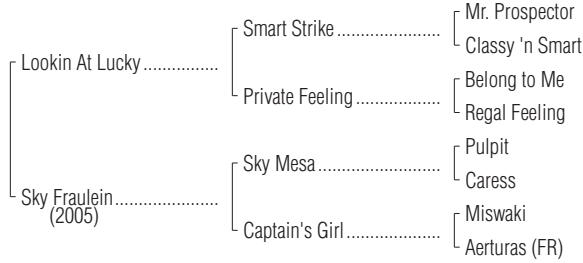 Mr. Prospector
Smart Strike ...................
Classy 'n Smart
Lookin At Lucky ................
Belong to Me
Private Feeling ................
Regal Feeling
Pulpit
Sky Mesa .......................
Caress
Sky Fraulein ...................
(2005)
Miswaki
Captain's Girl .................
Aerturas (FR)